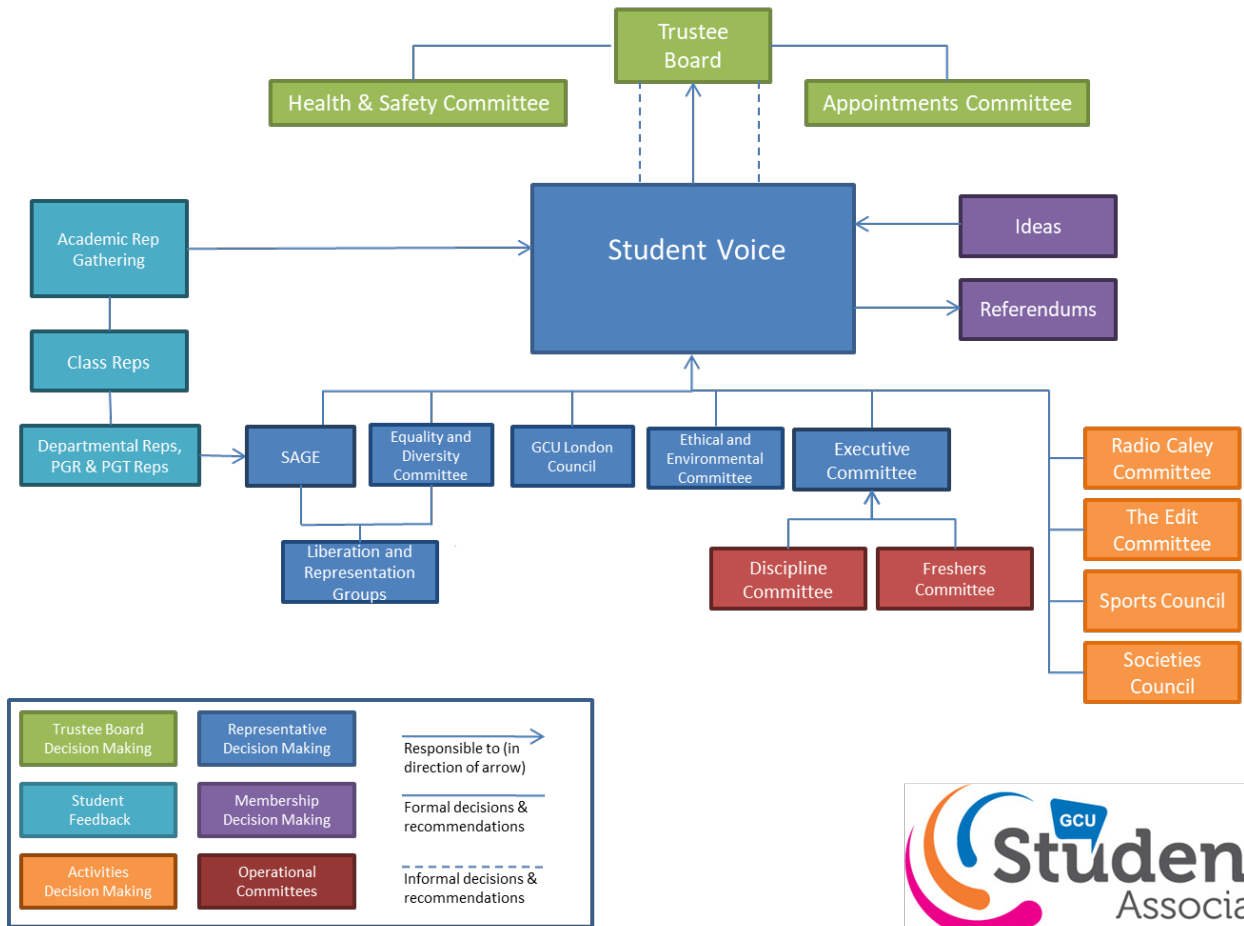 Trustee
Board
Health & Safety Committee
Appointments Committee
Academic Rep
Gathering
Student Voice
Ideas
Referendums
Class Reps
Departmental Reps,
PGR & PGT Reps
SAGE
Equality and
Diversity
Committee
GCU London
Council
Ethical and
Environmental
Committee
Executive
Committee
Radio Caley
Committee
The Edit
Committee
Sports Council
Societies
Council
Liberation and
Representation
Groups
Discipline
Committee
Freshers
Committee
Trustee Board
Decision Making
Representative
Decision Making
Responsible to (in
direction of arrow)
Student
Feedback
Membership
Decision Making
Formal decisions &
recommendations
Activities
Decision Making
Operational
Committees
Informal decisions &
recommendations
GCU
Studen
Associa